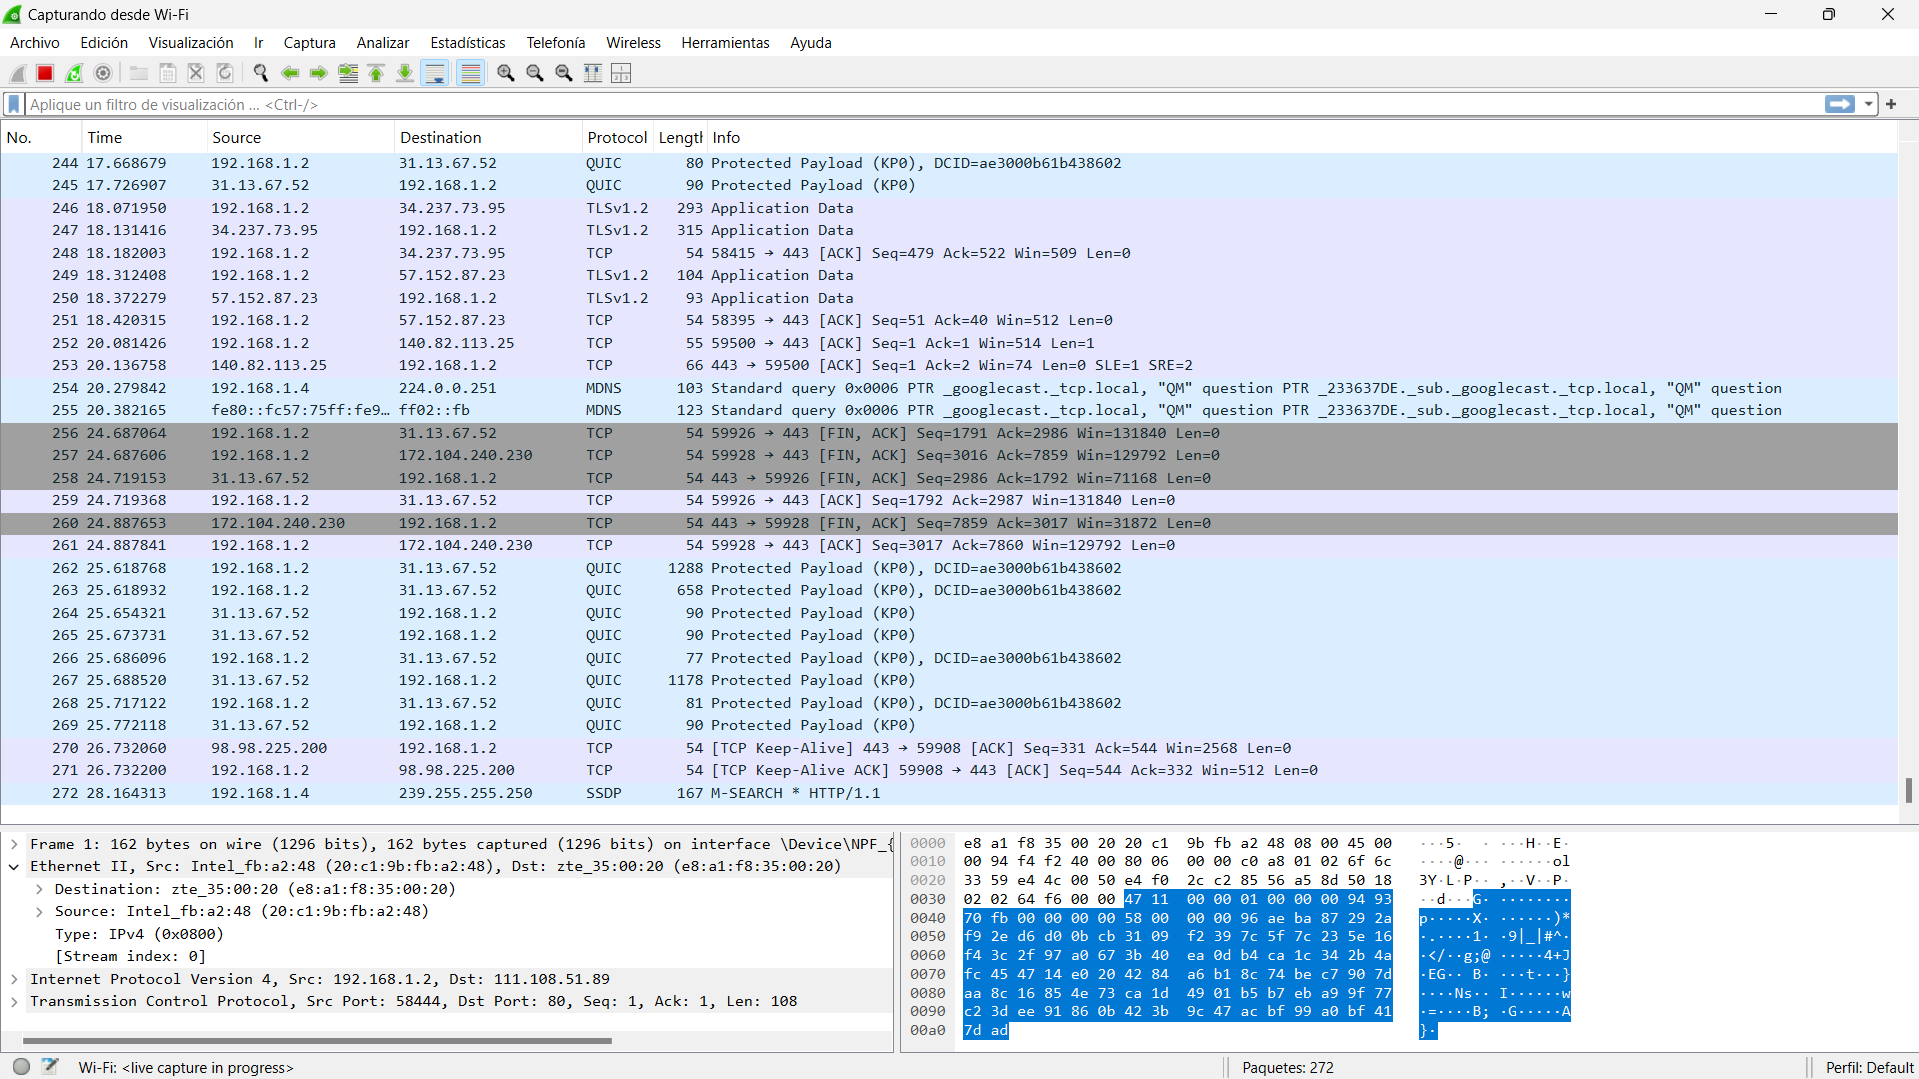 Capturando desde Wi-Fi
Archivo Edición Visualización Ir Captura Analizar Estadísticas Telefonía Wireless Herramientas Ayuda
Aplique un filtro de visualización ... <Ctrl-/>
No. Time Source Destination Protocol Length Info
244 17.668679 192.168.1.2 31.13.67.52 QUIC 80 Protected Payload (KP0), DCID=ae3000b61b438602
245 17.726907 31.13.67.52 192.168.1.2 QUIC 90 Protected Payload (KP0)
246 18.071950 192.168.1.2 34.237.73.95 TLSv1.2 293 Application Data
247 18.131416 34.237.73.95 192.168.1.2 TLSv1.2 315 Application Data
248 18.182003 192.168.1.2 34.237.73.95 TCP 54 58415 → 443 [ACK] Seq=479 Ack=522 Win=509 Len=0
249 18.312408 192.168.1.2 57.152.87.23 TLSv1.2 104 Application Data
250 18.372279 57.152.87.23 192.168.1.2 TLSv1.2 93 Application Data
251 18.420315 192.168.1.2 57.152.87.23 TCP 54 58395 → 443 [ACK] Seq=51 Ack=40 Win=512 Len=0
252 20.081426 192.168.1.2 140.82.113.25 TCP 55 59500 → 443 [ACK] Seq=1 Ack=1 Win=514 Len=1
253 20.136758 140.82.113.25 192.168.1.2 TCP 66 443 → 59500 [ACK] Seq=1 Ack=2 Win=74 Len=0 SLE=1 SRE=2
254 20.279842 192.168.1.4 224.0.0.251 MDNS 103 Standard query 0x0006 PTR _googlecast._tcp.local, "QM" question PTR _233637DE._sub._googlecast._tcp.local, "QM" question
255 20.382165 fe80::fc57:75ff:fe9… ff02::fb MDNS 123 Standard query 0x0006 PTR _googlecast._tcp.local, "QM" question PTR _233637DE._sub._googlecast._tcp.local, "QM" question
256 24.687064 192.168.1.2 31.13.67.52 TCP 54 59926 → 443 [FIN, ACK] Seq=1791 Ack=2986 Win=131840 Len=0
257 24.687606 192.168.1.2 172.104.240.230 TCP 54 59928 → 443 [FIN, ACK] Seq=3016 Ack=7859 Win=129792 Len=0
258 24.719153 31.13.67.52 192.168.1.2 TCP 54 443 → 59926 [FIN, ACK] Seq=2986 Ack=1792 Win=71168 Len=0
259 24.719368 192.168.1.2 31.13.67.52 TCP 54 59926 → 443 [ACK] Seq=1792 Ack=2987 Win=131840 Len=0
260 24.887653 172.104.240.230 192.168.1.2 TCP 54 443 → 59928 [FIN, ACK] Seq=7859 Ack=3017 Win=31872 Len=0
261 24.887841 192.168.1.2 172.104.240.230 TCP 54 59928 → 443 [ACK] Seq=3017 Ack=7860 Win=129792 Len=0
262 25.618768 192.168.1.2 31.13.67.52 QUIC 1288 Protected Payload (KP0), DCID=ae3000b61b438602
263 25.618932 192.168.1.2 31.13.67.52 QUIC 658 Protected Payload (KP0), DCID=ae3000b61b438602
264 25.654321 31.13.67.52 192.168.1.2 QUIC 90 Protected Payload (KP0)
265 25.673731 31.13.67.52 192.168.1.2 QUIC 90 Protected Payload (KP0)
266 25.686096 192.168.1.2 31.13.67.52 QUIC 77 Protected Payload (KP0), DCID=ae3000b61b438602
267 25.688520 31.13.67.52 192.168.1.2 QUIC 1178 Protected Payload (KP0)
268 25.717122 192.168.1.2 31.13.67.52 QUIC 81 Protected Payload (KP0), DCID=ae3000b61b438602
269 25.772118 31.13.67.52 192.168.1.2 QUIC 90 Protected Payload (KP0)
270 26.732060 98.98.225.200 192.168.1.2 TCP 54 [TCP Keep-Alive] 443 → 59908 [ACK] Seq=331 Ack=544 Win=2568 Len=0
271 26.732200 192.168.1.2 98.98.225.200 TCP 54 [TCP Keep-Alive ACK] 59908 → 443 [ACK] Seq=544 Ack=332 Win=512 Len=0
272 28.164313 192.168.1.4 239.255.255.250 SSDP 167 M-SEARCH * HTTP/1.1
Frame 1: 162 bytes on wire (1296 bits), 162 bytes captured (1296 bits) on interface \Device\NPF_{
Ethernet II, Src: Intel_fb:a2:48 (20:c1:9b:fb:a2:48), Dst: zte_35:00:20 (e8:a1:f8:35:00:20)
Destination: zte_35:00:20 (e8:a1:f8:35:00:20)
Source: Intel_fb:a2:48 (20:c1:9b:fb:a2:48)
Type: IPv4 (0x0800)
[Stream index: 0]
Internet Protocol Version 4, Src: 192.168.1.2, Dst: 111.108.51.89
Transmission Control Protocol, Src Port: 58444, Dst Port: 80, Seq: 1, Ack: 1, Len: 108
0000 e8 a1 f8 35 00 20 20 c1 9b fb a2 48 08 00 45 00 ···5·  · ···H··E·
0010 00 94 f4 f2 40 00 80 06 00 00 c0 a8 01 02 6f 6c ····@··· ······ol
0020 33 59 e4 4c 00 50 e4 f0 2c c2 85 56 a5 8d 50 18 3Y·L·P·· ,··V··P·
0030 02 02 64 f6 00 00 47 11 00 00 01 00 00 00 94 93 ··d···G· ········
0040 70 fb 00 00 00 00 58 00 00 00 96 ae ba 87 29 2a p·····X· ······)*
0050 f9 2e d6 d0 0b cb 31 09 f2 39 7c 5f 7c 23 5e 16 ·.····1· ·9|_|#^·
0060 f4 3c 2f 97 a0 67 3b 40 ea 0d b4 ca 1c 34 2b 4a ·</··g;@ ·····4+J
0070 fc 45 47 14 e0 20 42 84 a6 b1 8c 74 be c7 90 7d ·EG·· B· ···t···}
0080 aa 8c 16 85 4e 73 ca 1d 49 01 b5 b7 eb a9 9f 77 ····Ns·· I······w
0090 c2 3d ee 91 86 0b 42 3b 9c 47 ac bf 99 a0 bf 41 ·=····B; ·G·····A
00a0 7d ad }·
Wi-Fi: <live capture in progress> Paquetes: 272 Perfil: Default